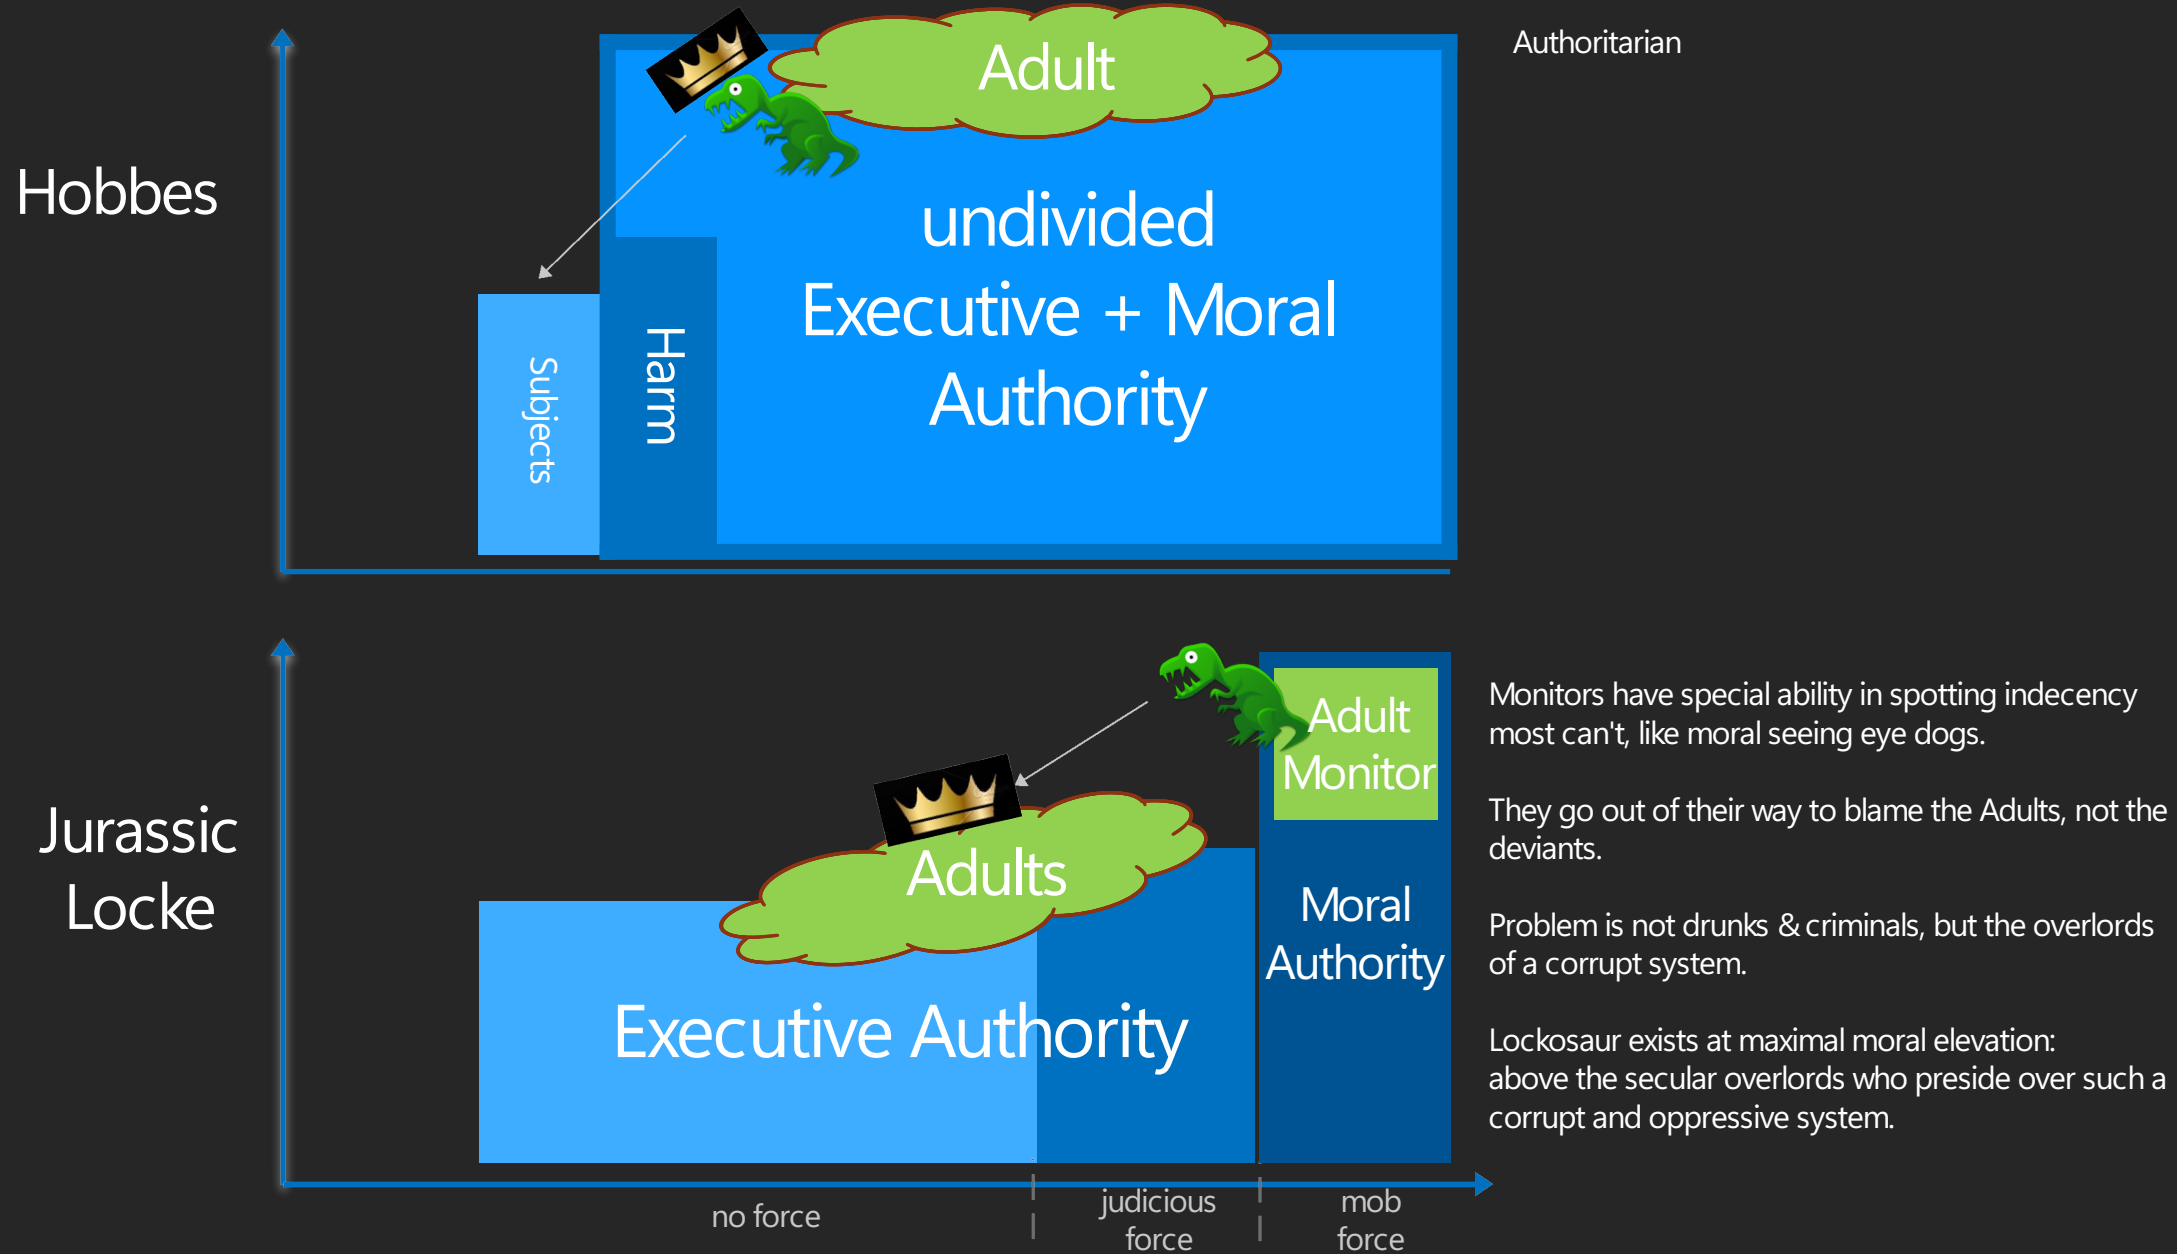 Hobbes
Adult
undivided
Executive + Moral
Authority
Harm
Subjects
Authoritarian
Jurassic
Locke
Adult
Monitor
Adults
Executive Authority
Moral
Authority
no force
judicious
force
mob
force
Monitors have special ability in spotting indecency
most can't, like moral seeing eye dogs.
They go out of their way to blame the Adults, not the
deviants.
Problem is not drunks & criminals, but the overlords
of a corrupt system.
Lockosaur exists at maximal moral elevation:
above the secular overlords who preside over such a
corrupt and oppressive system.